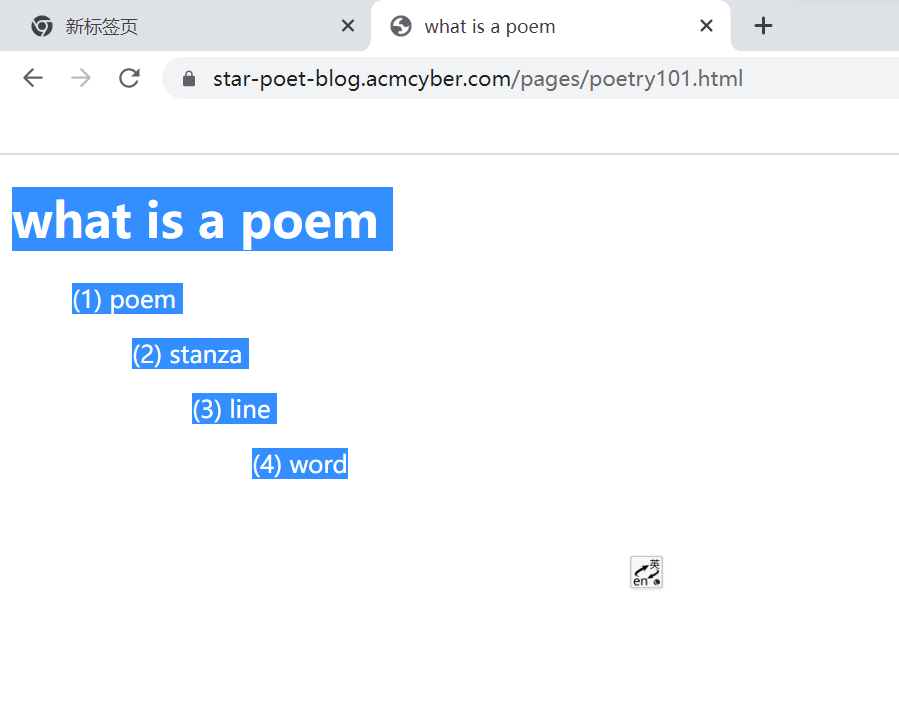 新标签页
what is a poem
star-poet-blog.acmcyber.com/pages/poetry101.html
what is a poem
(1) poem
(2) stanza
(3) line
(4) word
英
en